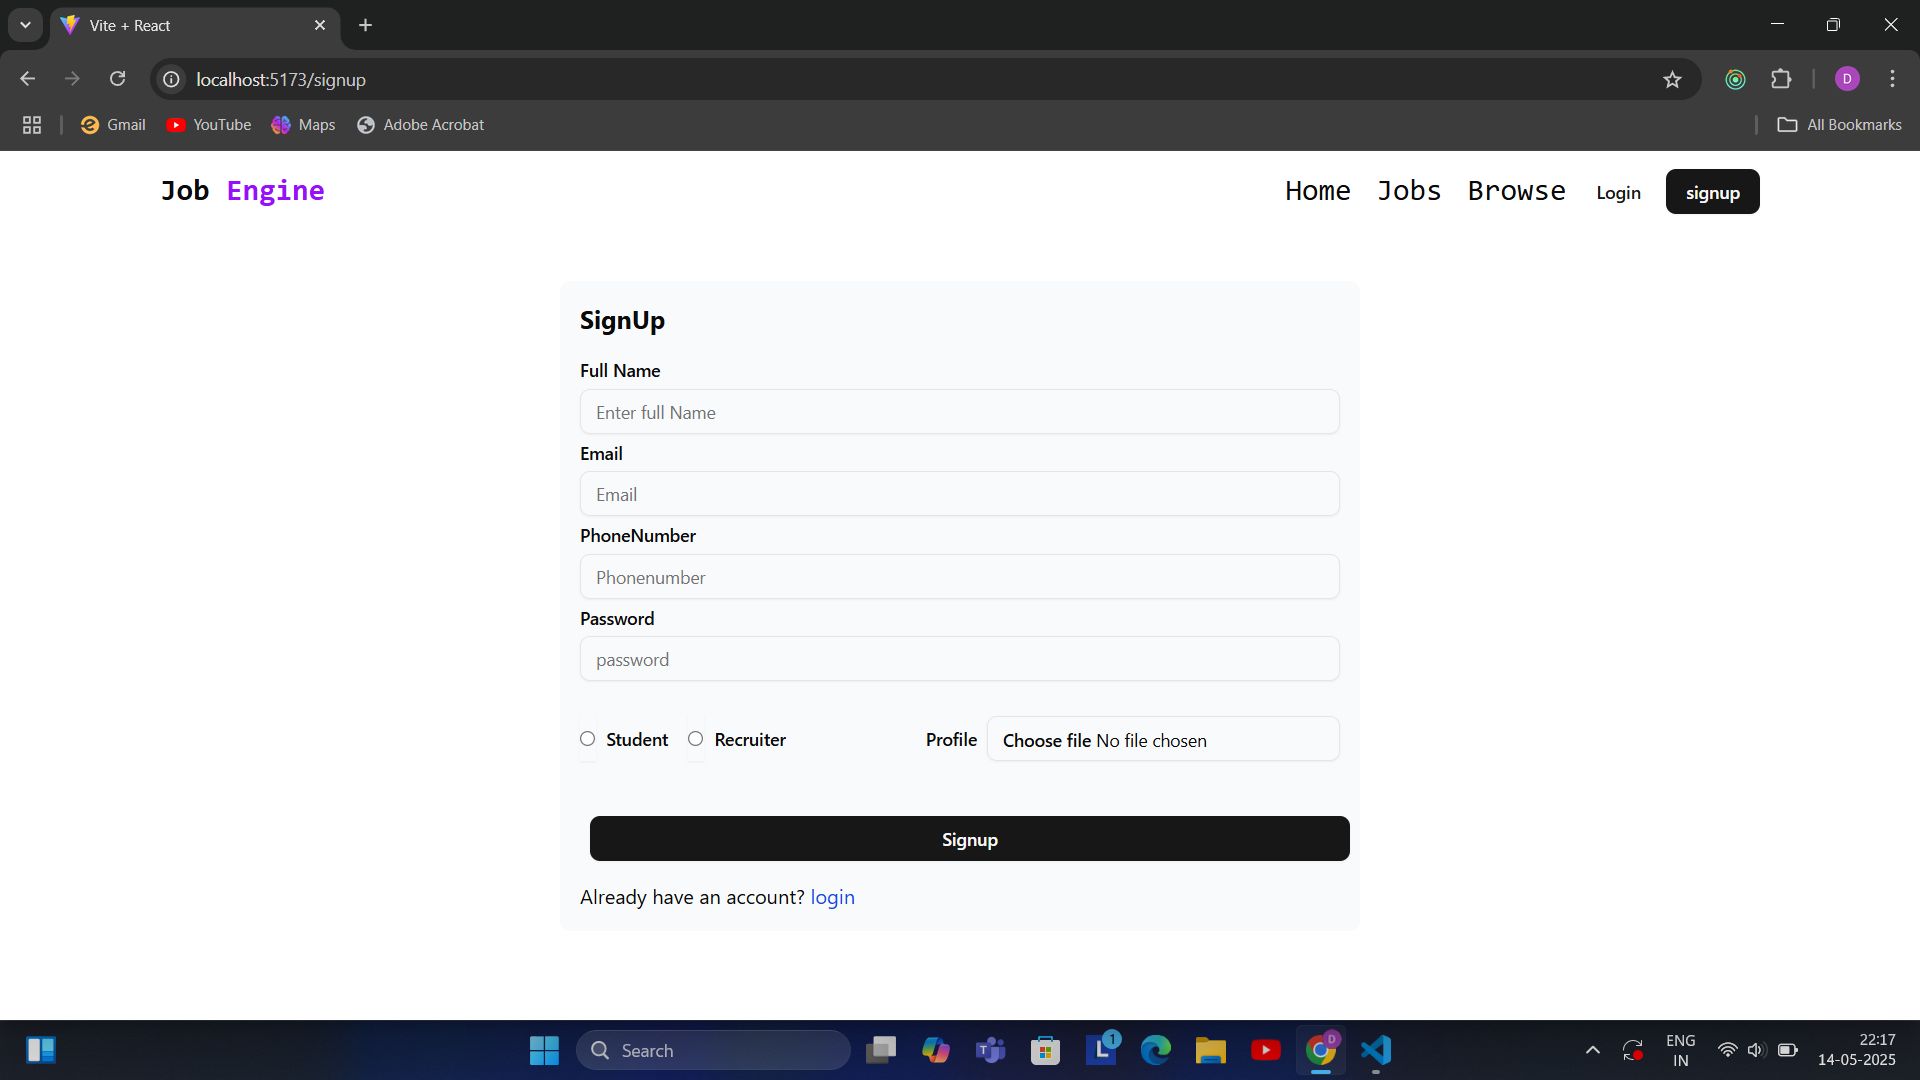 Vite + React
localhost:5173/signup
D
Gmail YouTube Maps Adobe Acrobat All Bookmarks
Job Engine Home Jobs Browse Login signup
SignUp
Full Name
Enter full Name
Email
Email
PhoneNumber
Phonenumber
Password
password
Student Recruiter Profile Choose file No file chosen
Signup
Already have an account? login
Search
T
L
1
D
ENG
IN
22:17
14-05-2025